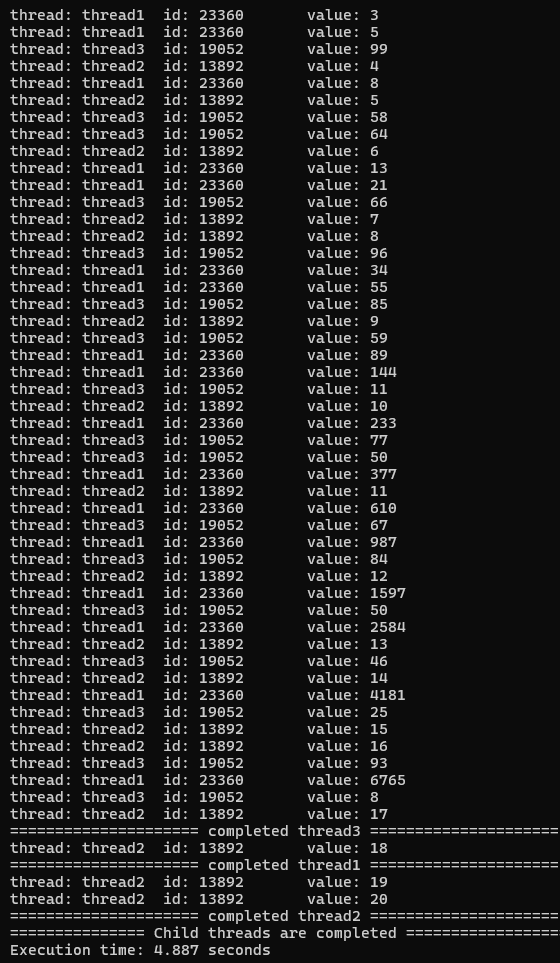 thread: thread1  id: 23360       value: 3
thread: thread1  id: 23360       value: 5
thread: thread3  id: 19052       value: 99
thread: thread2  id: 13892       value: 4
thread: thread1  id: 23360       value: 8
thread: thread2  id: 13892       value: 5
thread: thread3  id: 19052       value: 58
thread: thread3  id: 19052       value: 64
thread: thread2  id: 13892       value: 6
thread: thread1  id: 23360       value: 13
thread: thread1  id: 23360       value: 21
thread: thread3  id: 19052       value: 66
thread: thread2  id: 13892       value: 7
thread: thread2  id: 13892       value: 8
thread: thread3  id: 19052       value: 96
thread: thread1  id: 23360       value: 34
thread: thread1  id: 23360       value: 55
thread: thread3  id: 19052       value: 85
thread: thread2  id: 13892       value: 9
thread: thread3  id: 19052       value: 59
thread: thread1  id: 23360       value: 89
thread: thread1  id: 23360       value: 144
thread: thread3  id: 19052       value: 11
thread: thread2  id: 13892       value: 10
thread: thread1  id: 23360       value: 233
thread: thread3  id: 19052       value: 77
thread: thread3  id: 19052       value: 50
thread: thread1  id: 23360       value: 377
thread: thread2  id: 13892       value: 11
thread: thread1  id: 23360       value: 610
thread: thread3  id: 19052       value: 67
thread: thread1  id: 23360       value: 987
thread: thread3  id: 19052       value: 84
thread: thread2  id: 13892       value: 12
thread: thread1  id: 23360       value: 1597
thread: thread3  id: 19052       value: 50
thread: thread1  id: 23360       value: 2584
thread: thread2  id: 13892       value: 13
thread: thread3  id: 19052       value: 46
thread: thread2  id: 13892       value: 14
thread: thread1  id: 23360       value: 4181
thread: thread3  id: 19052       value: 25
thread: thread2  id: 13892       value: 15
thread: thread2  id: 13892       value: 16
thread: thread3  id: 19052       value: 93
thread: thread1  id: 23360       value: 6765
thread: thread3  id: 19052       value: 8
thread: thread2  id: 13892       value: 17
===================== completed thread3 =====================
thread: thread2  id: 13892       value: 18
===================== completed thread1 =====================
thread: thread2  id: 13892       value: 19
thread: thread2  id: 13892       value: 20
===================== completed thread2 =====================
=============== Child threads are completed =================
Execution time: 4.887 seconds